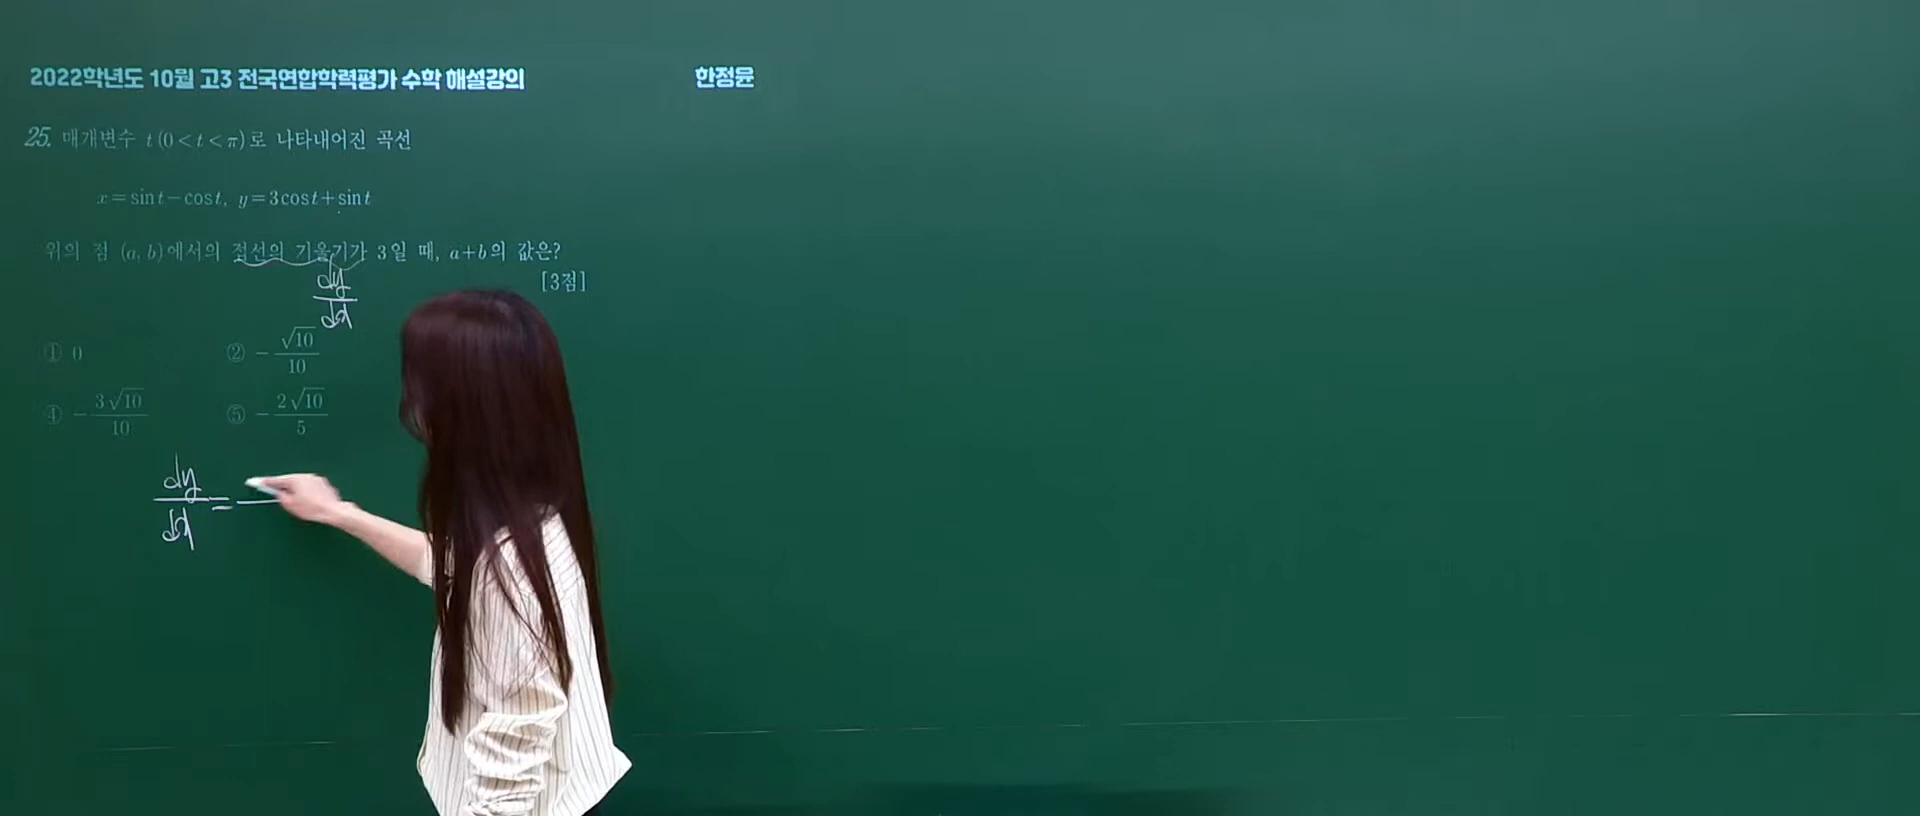 2022학년도 10월 고3 전국연합학력평가 수학 해설강의 한정윤
25. 매개변수 t(0<t<π)로 나타내어진 곡선
x=sint−cost, y=3cost+sint
위의 점 (a, b)에서의 접선의 기울기가 3일 때, a+b의 값은?
[3점]
dy/dx
① 0 ② −√10/10
④ −3√10/10 ⑤ −2√10/5
dy/dx =